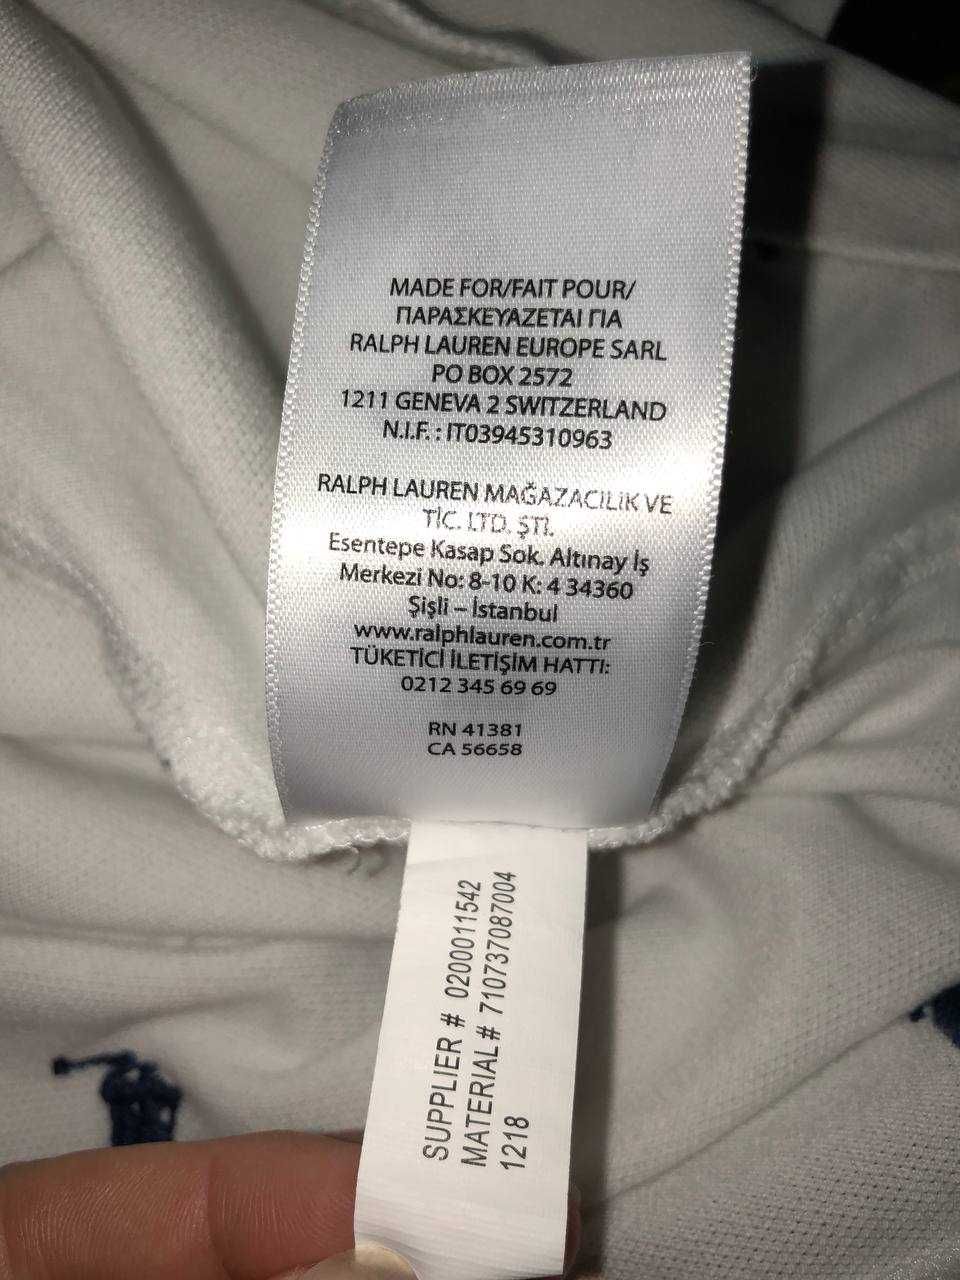 MADE FOR/FAIT POUR/
ΠΑΡΑΣΚΕΥΑΖΕΤΑΙ ΓΙΑ
RALPH LAUREN EUROPE SARL
PO BOX 2572
1211 GENEVA 2 SWITZERLAND
N.I.F. : IT03945310963
RALPH LAUREN MAĞAZACILIK VE
TİC. LTD. ŞTİ.
Esentepe Kasap Sok. Altınay İş
Merkezi No: 8-10 K: 4 34360
Şişli – İstanbul
www.ralphlauren.com.tr
TÜKETİCİ İLETİŞİM HATTI:
0212 345 69 69
RN 41381
CA 56658
SUPPLIER # 0200011542
MATERIAL# 710737087004
1218